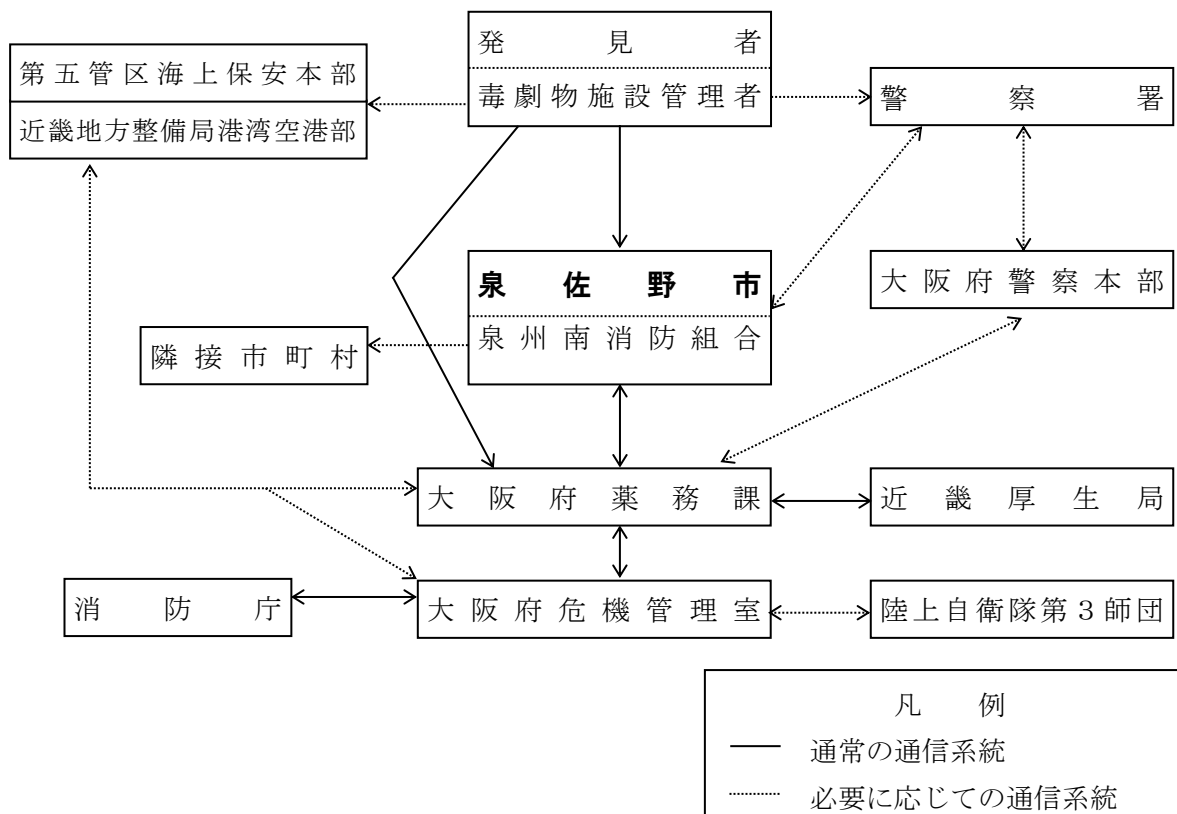 発見者
毒劇物施設管理者
第五管区海上保安本部
近畿地方整備局港湾空港部
警察署
泉佐野市
泉州南消防組合
大阪府警察本部
隣接市町村
大阪府薬務課
近畿厚生局
消防庁
大阪府危機管理室
陸上自衛隊第3師団
凡例
通常の通信系統
必要に応じての通信系統